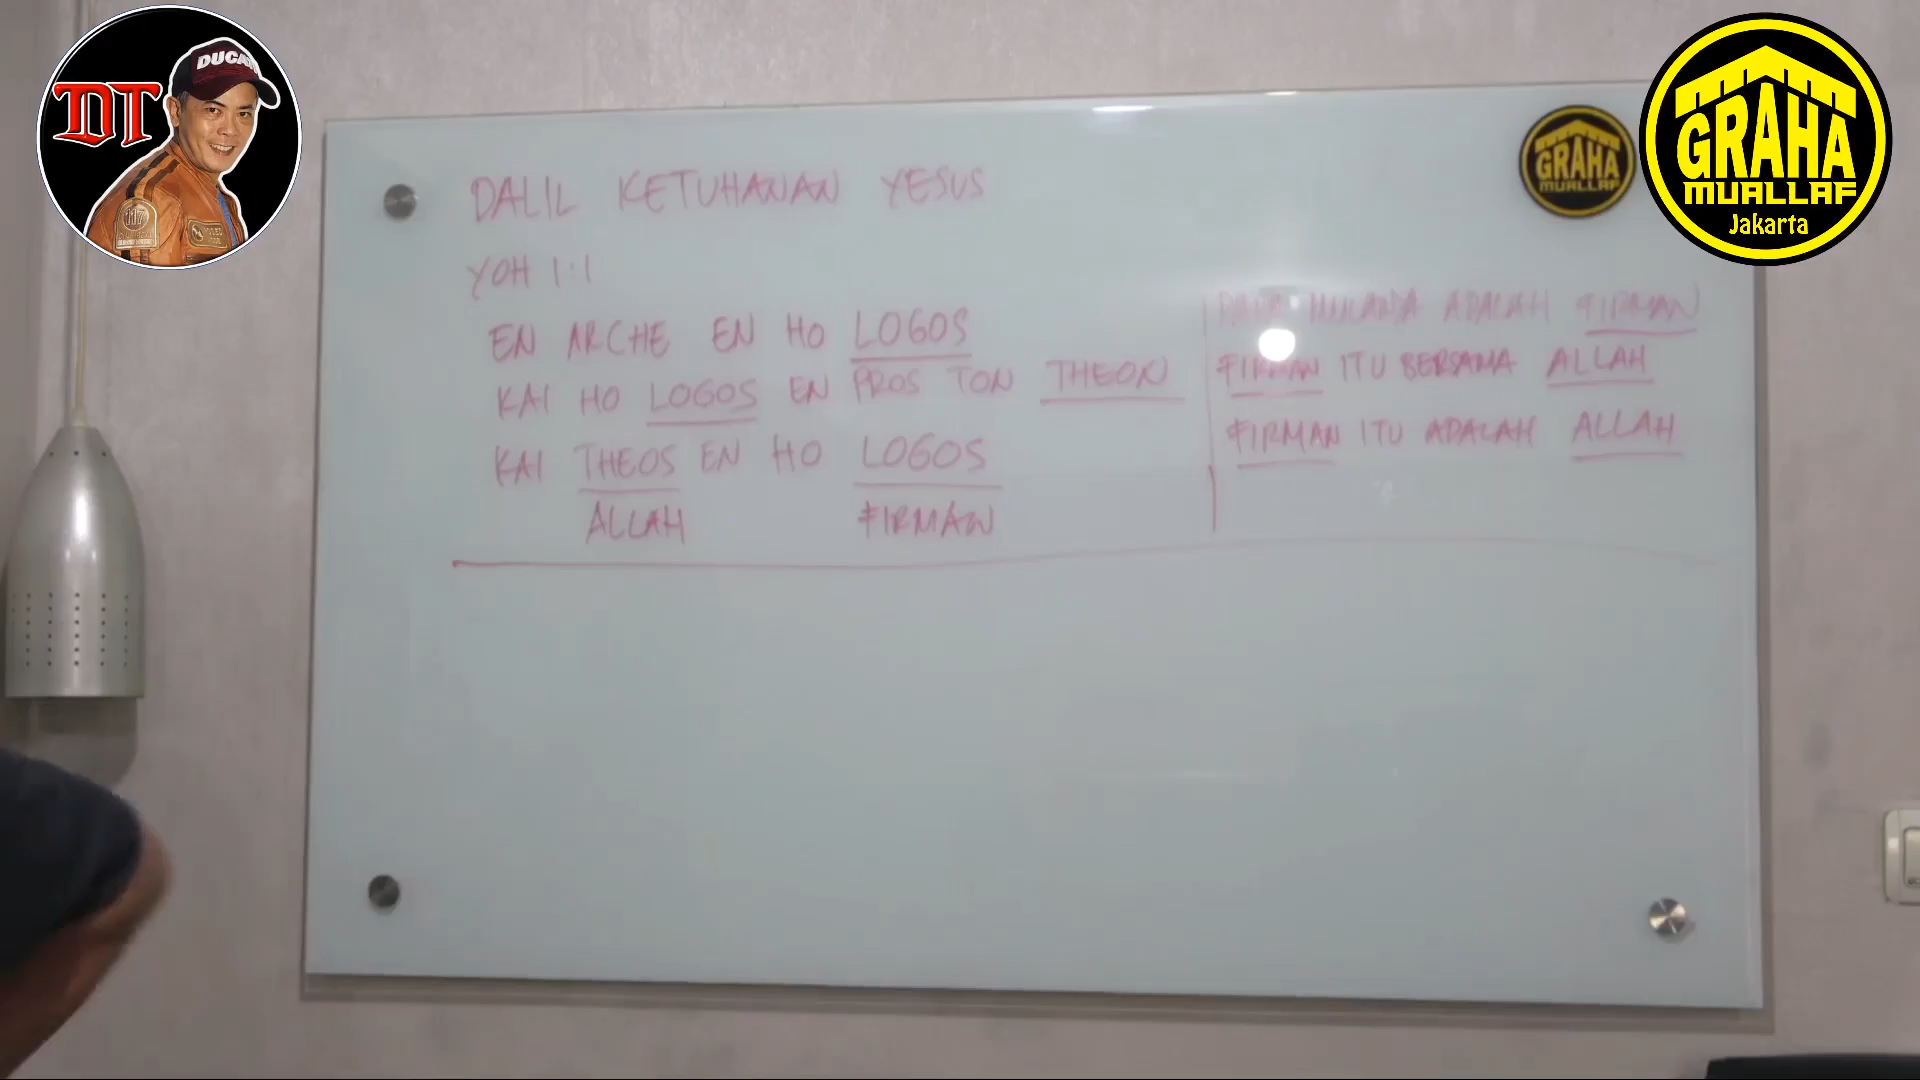 DT
DUCATI
117
GRAHA
MUALLAF
Jakarta
GRAHA
MUALLAF
DALIL KETUHANAN YESUS
YOH 1:1
EN ARCHE EN HO LOGOS
KAI HO LOGOS EN PROS TON THEON
KAI THEOS EN HO LOGOS
ALLAH FIRMAN
PADA MULANYA ADALAH FIRMAN
FIRMAN ITU BERSAMA ALLAH
FIRMAN ITU ADALAH ALLAH